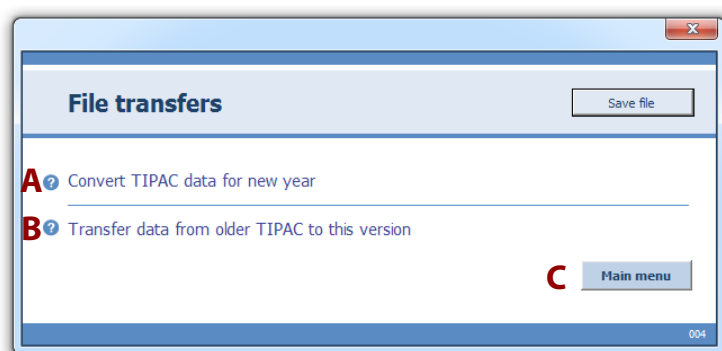 X
File transfers
Save file
A ? Convert TIPAC data for new year
B ? Transfer data from older TIPAC to this version
C Main menu
004